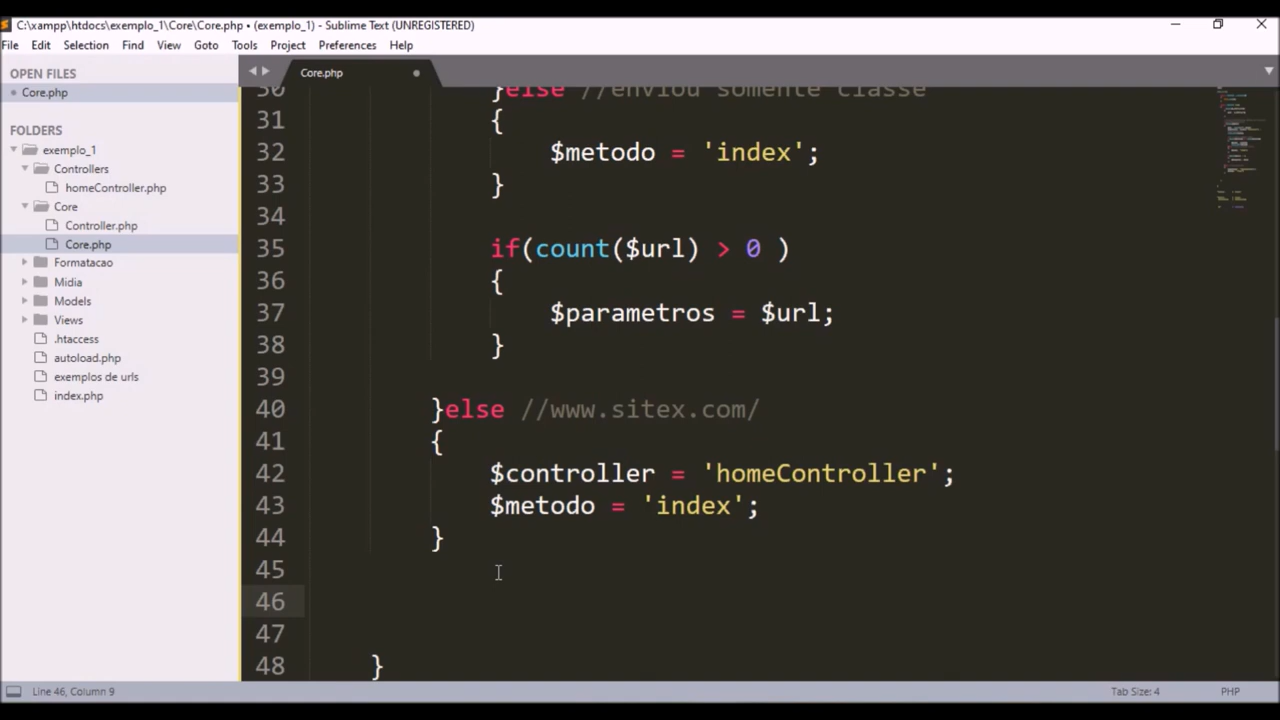 C:\xampp\htdocs\exemplo_1\Core\Core.php • (exemplo_1) - Sublime Text (UNREGISTERED)
File Edit Selection Find View Goto Tools Project Preferences Help
OPEN FILES
Core.php
FOLDERS
exemplo_1
Controllers
homeController.php
Core
Controller.php
Core.php
Formatacao
Midia
Models
Views
.htaccess
autoload.php
exemplos de urls
index.php
Core.php
30 }else //enviou somente classe
31 {
32 $metodo = 'index';
33 }
34
35 if(count($url) > 0 )
36 {
37 $parametros = $url;
38 }
39
40 }else //www.sitex.com/
41 {
42 $controller = 'homeController';
43 $metodo = 'index';
44 }
45
46
47
48 }
Line 46, Column 9
Tab Size: 4
PHP